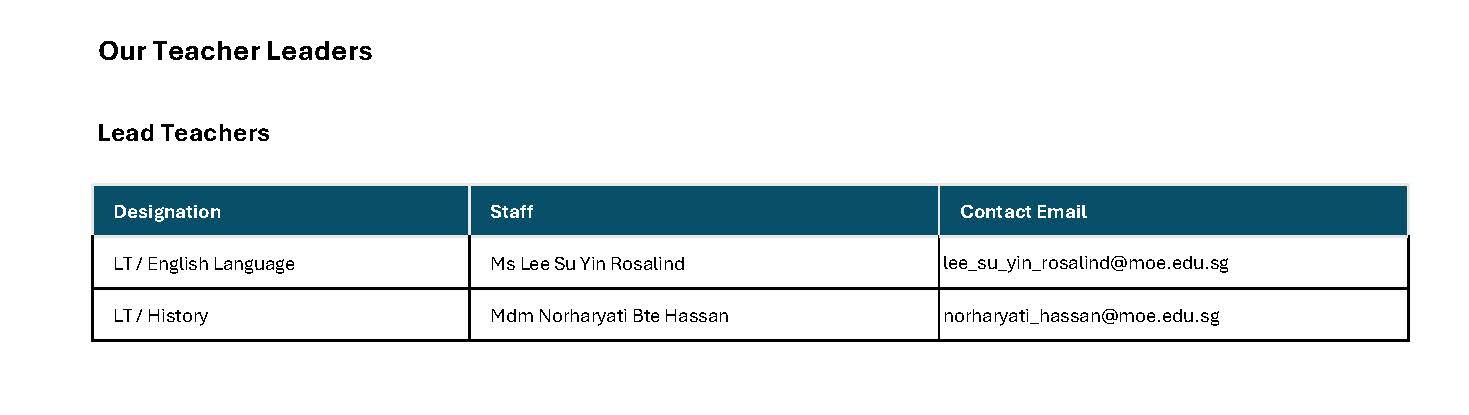 Our Teacher Leaders
Lead Teachers
Designation Staff Contact Email
LT / English Language Ms Lee Su Yin Rosalind lee_su_yin_rosalind@moe.edu.sg
LT / History Mdm Norharyati Bte Hassan norharyati_hassan@moe.edu.sg